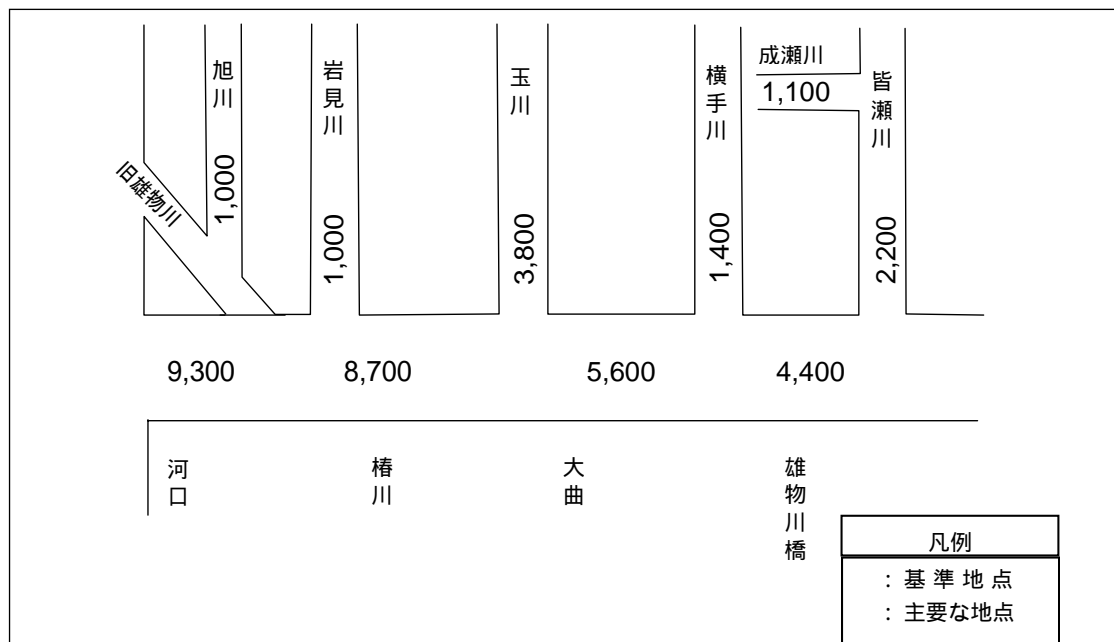 旭川
1,000
旧雄物川
岩見川
1,000
玉川
3,800
横手川
1,400
成瀬川
1,100
皆瀬川
2,200
9,300
8,700
5,600
4,400
河口
椿川
大曲
雄物川橋
凡例
：基準地点
：主要な地点